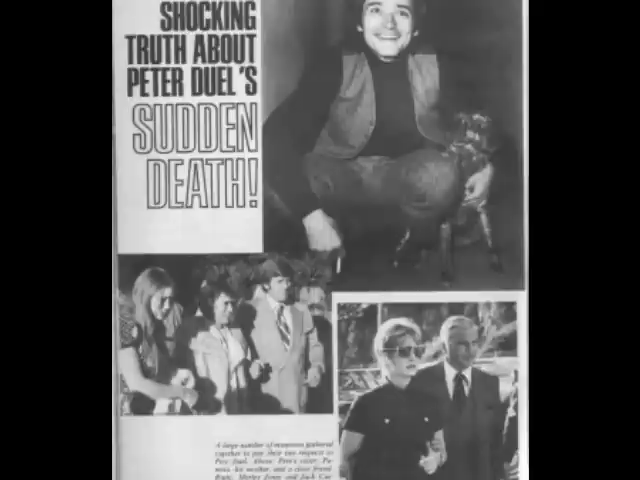 SHOCKING
TRUTH ABOUT
PETER DUEL'S
SUDDEN
DEATH!
A large number of mourners gathered
together to pay their last respects to
Pete Duel. Above: Pete's sister, Pa-
mela, his mother, and a close friend.
Right, Shirley Jones and Jack Cas-